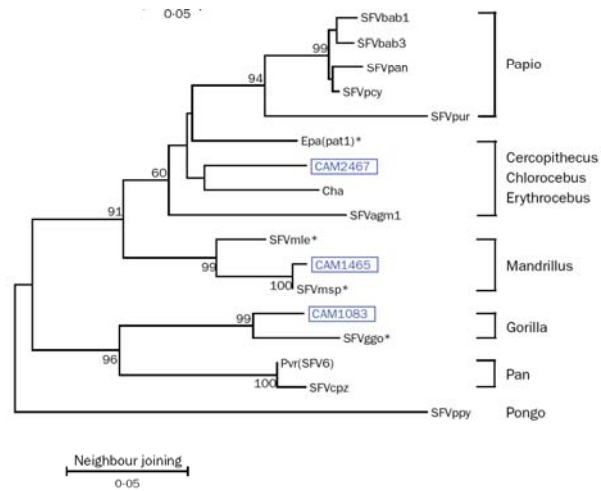 0-05
SFVbab1
99
SFVbab3
Papio
SFVpan
94
SFVpcy
SFVpur
Epa(pat1)*
Cercopithecus
CAM2467
Chlorocebus
60
Cha
Erythrocebus
91
SFVagm1
SFVmle*
99
CAM1465
Mandrillus
100
SFVmsp*
CAM1083
99
Gorilla
SFVggo*
96
Pvr(SFV6)
Pan
100
SFVcpz
SFVppy
Pongo
Neighbour joining
0-05